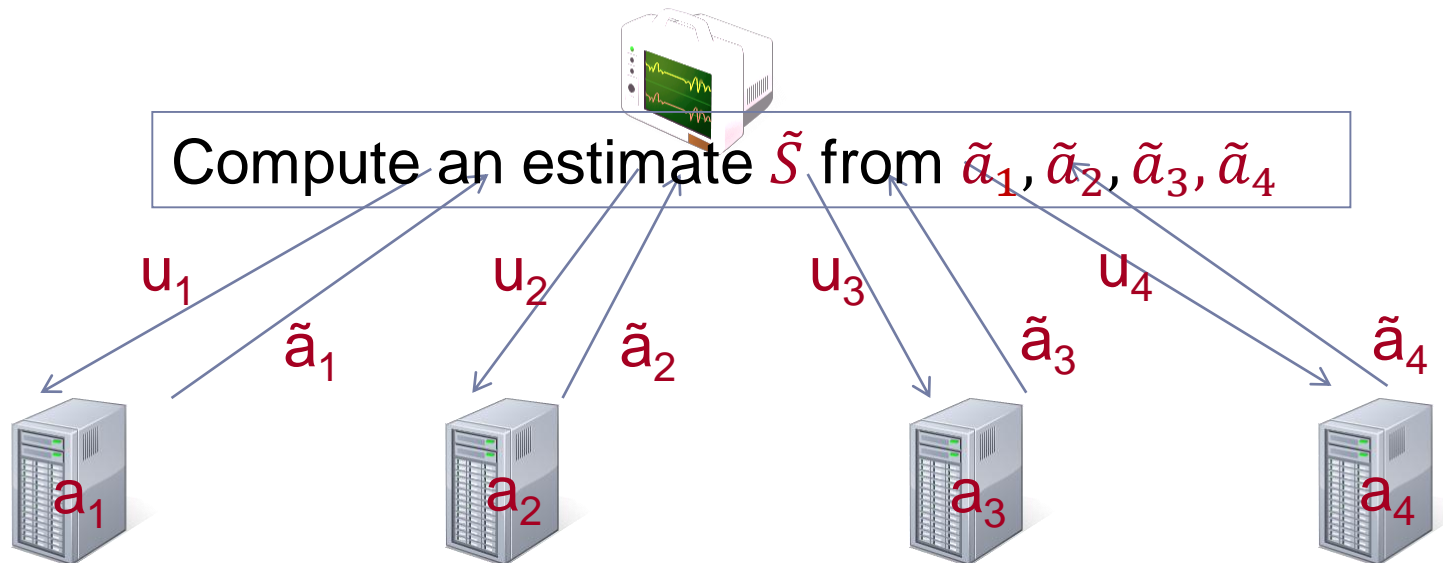 Compute an estimate S̃ from ã₁, ã₂, ã₃, ã₄
u₁ u₂ u₃ u₄
ã₁ ã₂ ã₃ ã₄
a₁ a₂ a₃ a₄